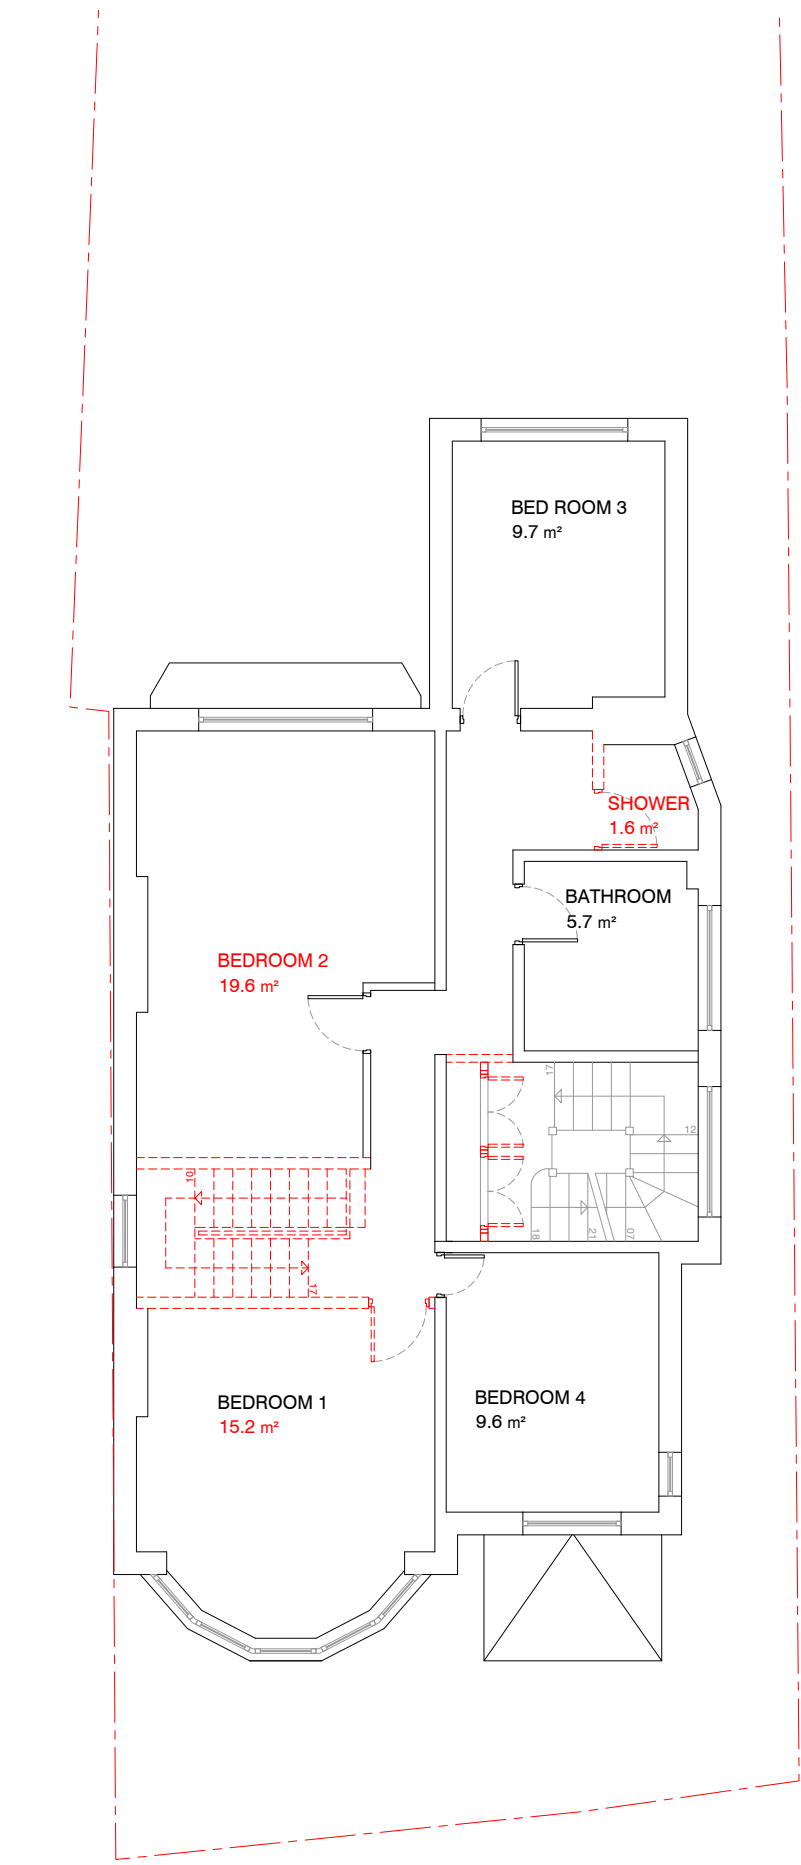 BED ROOM 3
9.7 m²
SHOWER
1.6 m²
BATHROOM
5.7 m²
BEDROOM 2
19.6 m²
17
12
10
17
18
21
07
BEDROOM 1
15.2 m²
BEDROOM 4
9.6 m²